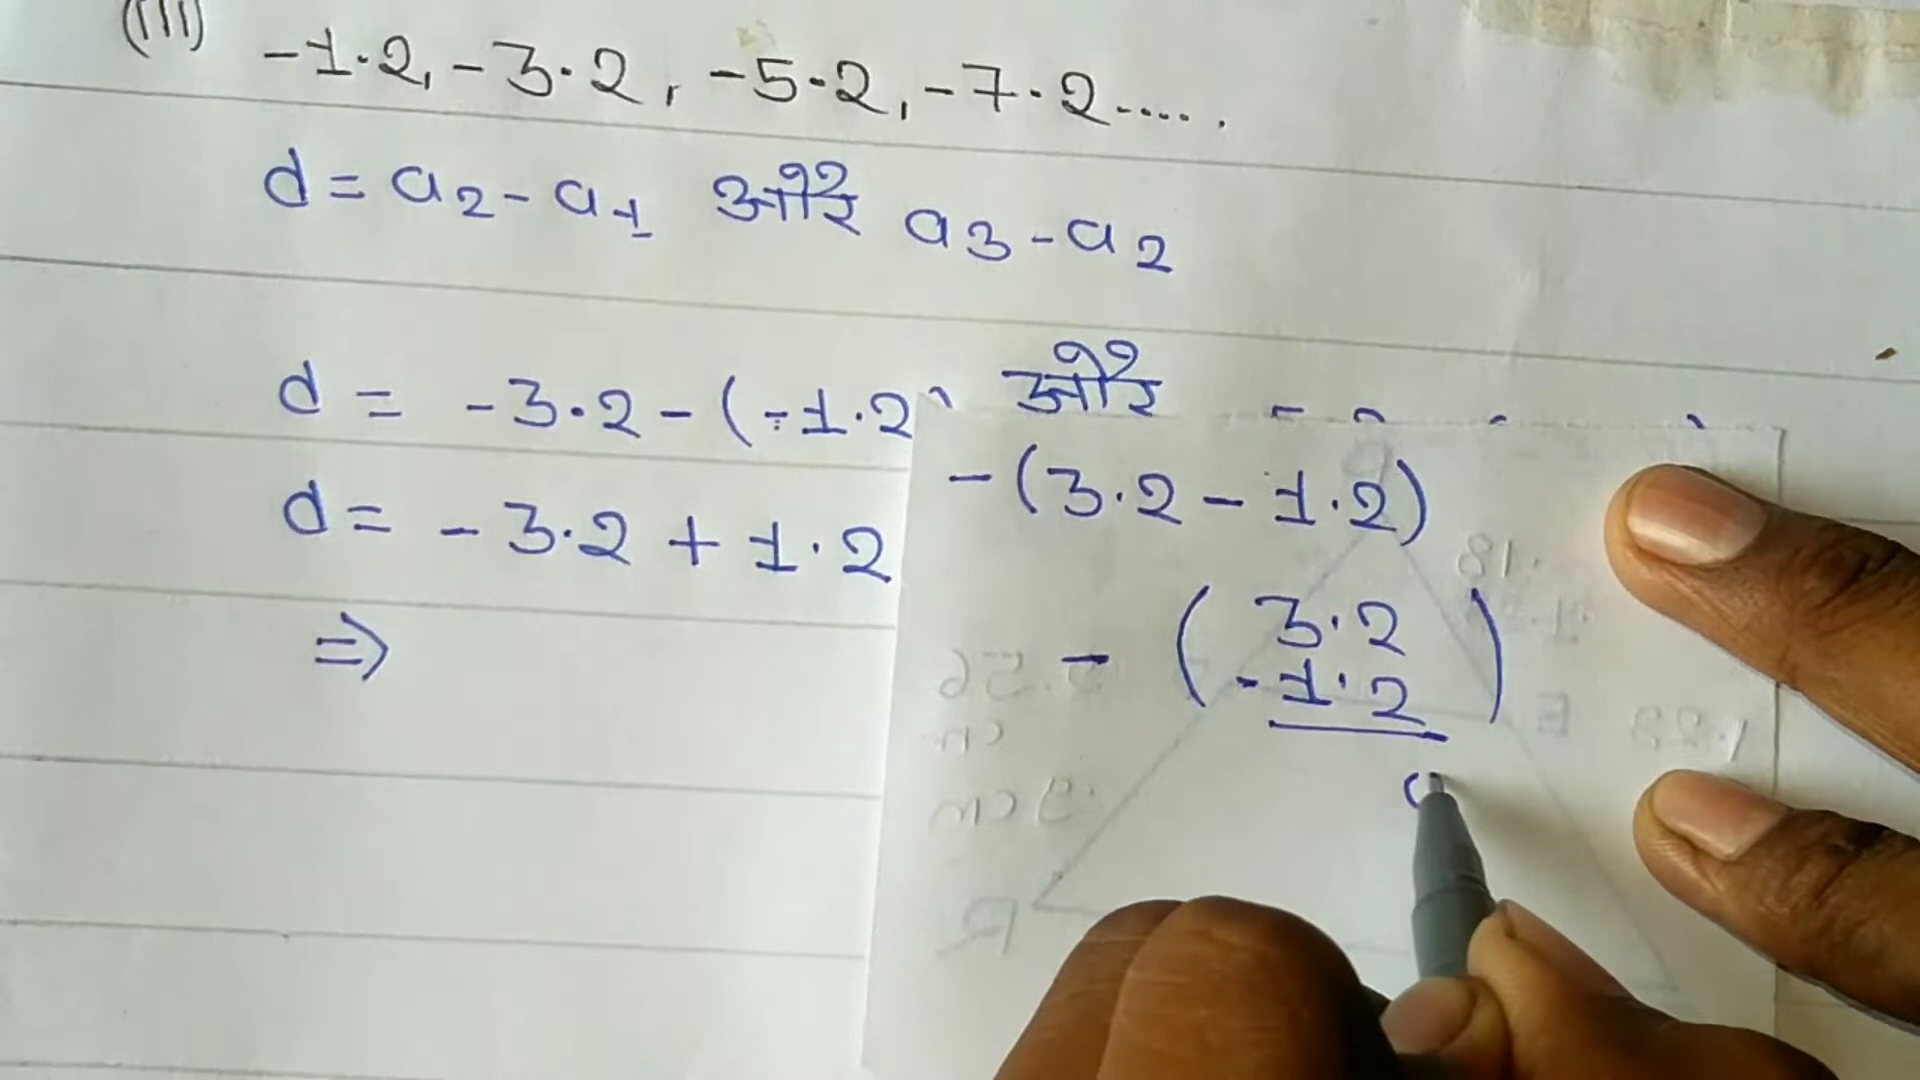 (iii) -1.2, -3.2, -5.2, -7.2.....
d = a2 - a1 और a3 - a2
d = -3.2 - (-1.2) और
d = -3.2 + 1.2
⇒
-(3.2 - 1.2)
- ( 3.2
-1.2 )